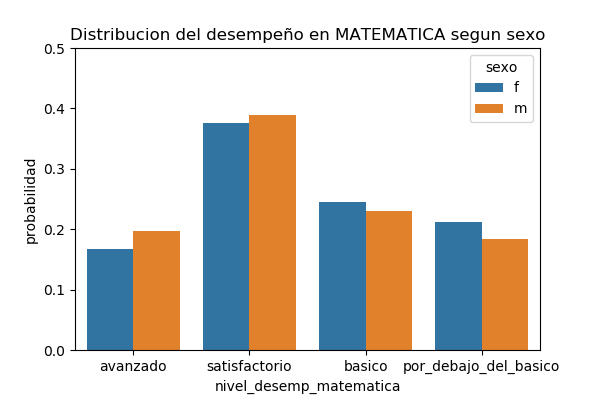 Distribucion del desempeño en MATEMATICA segun sexo
0.5
0.4
0.3
0.2
0.1
0.0
probabilidad
sexo
f
m
avanzado
satisfactorio
basico
por_debajo_del_basico
nivel_desemp_matematica